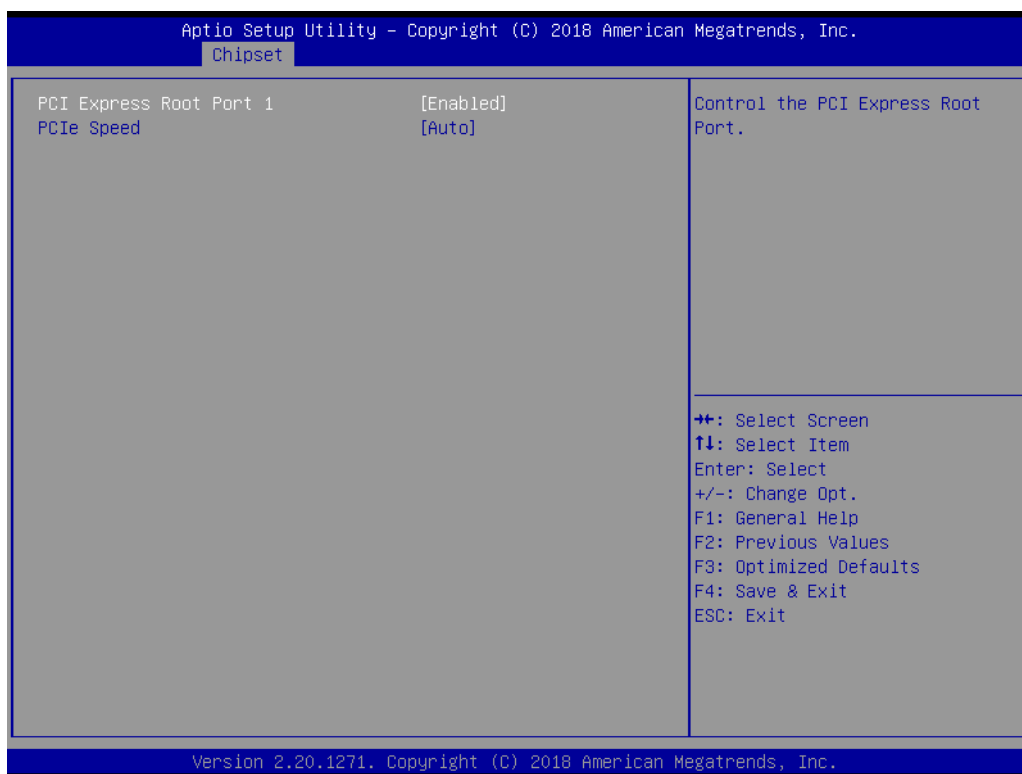 Aptio Setup Utility – Copyright (C) 2018 American Megatrends, Inc.
Chipset
PCI Express Root Port 1 [Enabled]
PCIe Speed [Auto]
Control the PCI Express Root
Port.
→←: Select Screen
↑↓: Select Item
Enter: Select
+/-: Change Opt.
F1: General Help
F2: Previous Values
F3: Optimized Defaults
F4: Save & Exit
ESC: Exit
Version 2.20.1271. Copyright (C) 2018 American Megatrends, Inc.